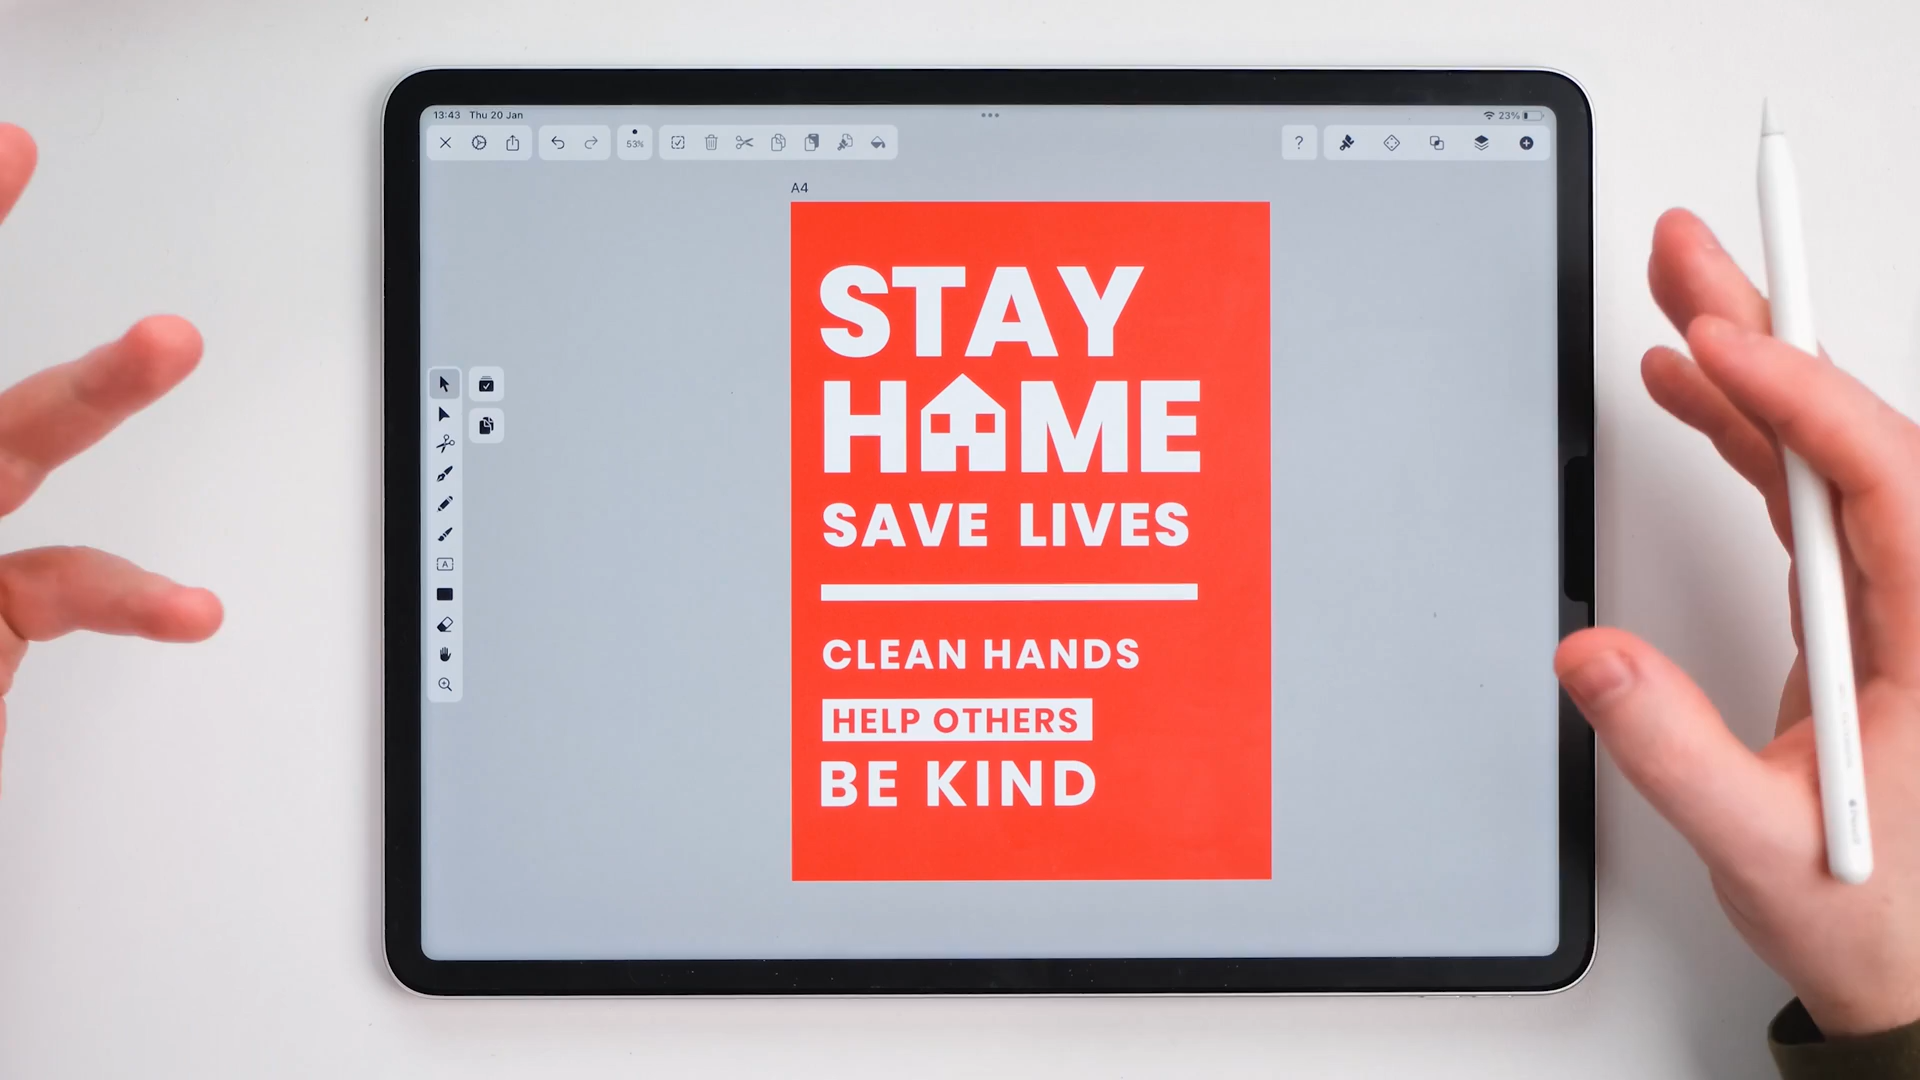 13:43 Thu 20 Jan
23%
53%
?
A4
STAY
HOME
SAVE LIVES
CLEAN HANDS
HELP OTHERS
BE KIND
A